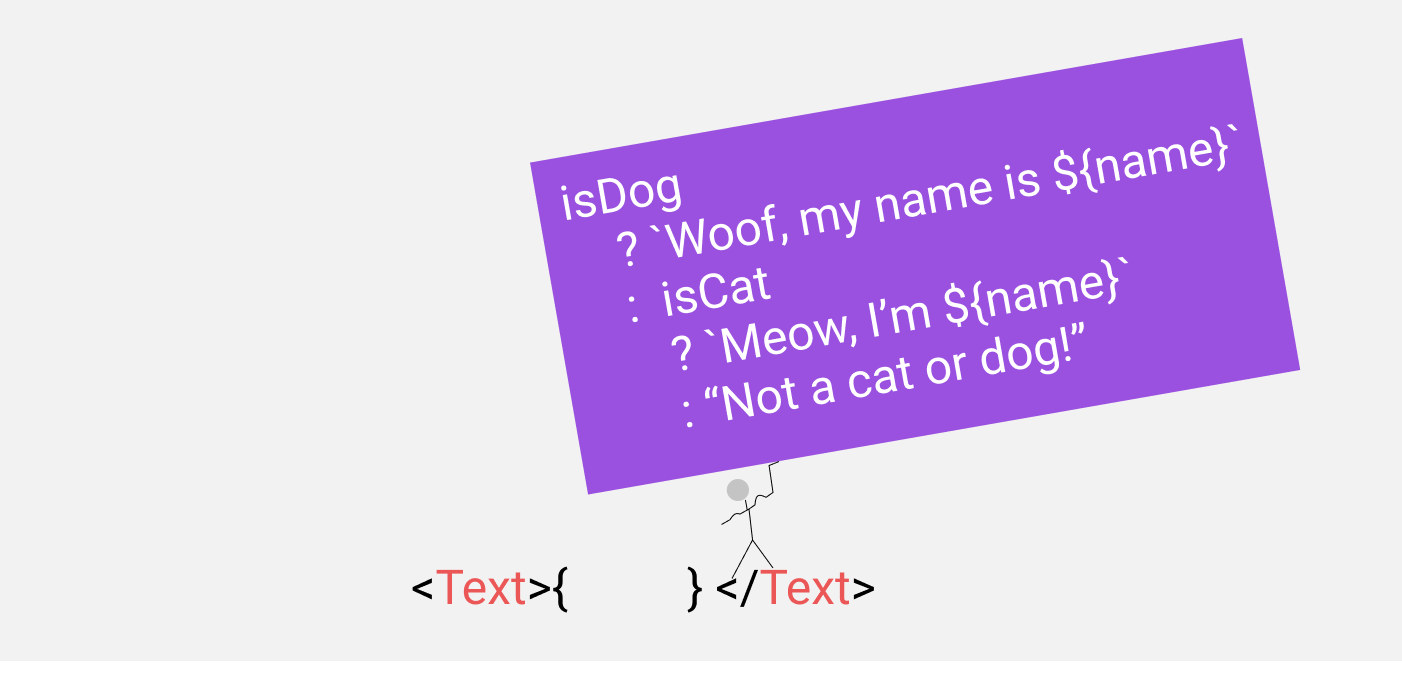 isDog
? `Woof, my name is ${name}`
: isCat
? `Meow, I’m ${name}`
: “Not a cat or dog!”
<Text>{ } </Text>